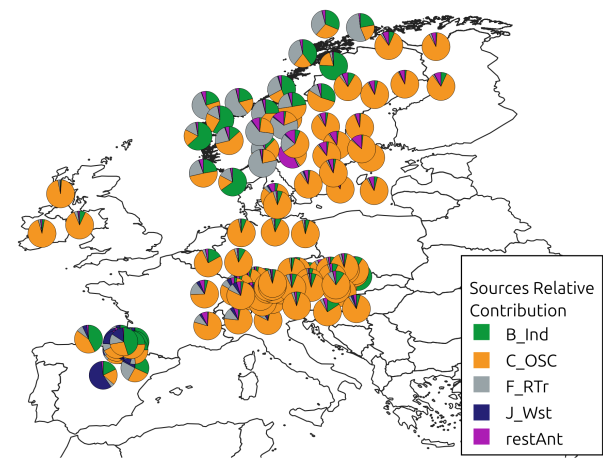 Sources Relative
Contribution
B_Ind
C_OSC
F_RTr
J_Wst
restAnt